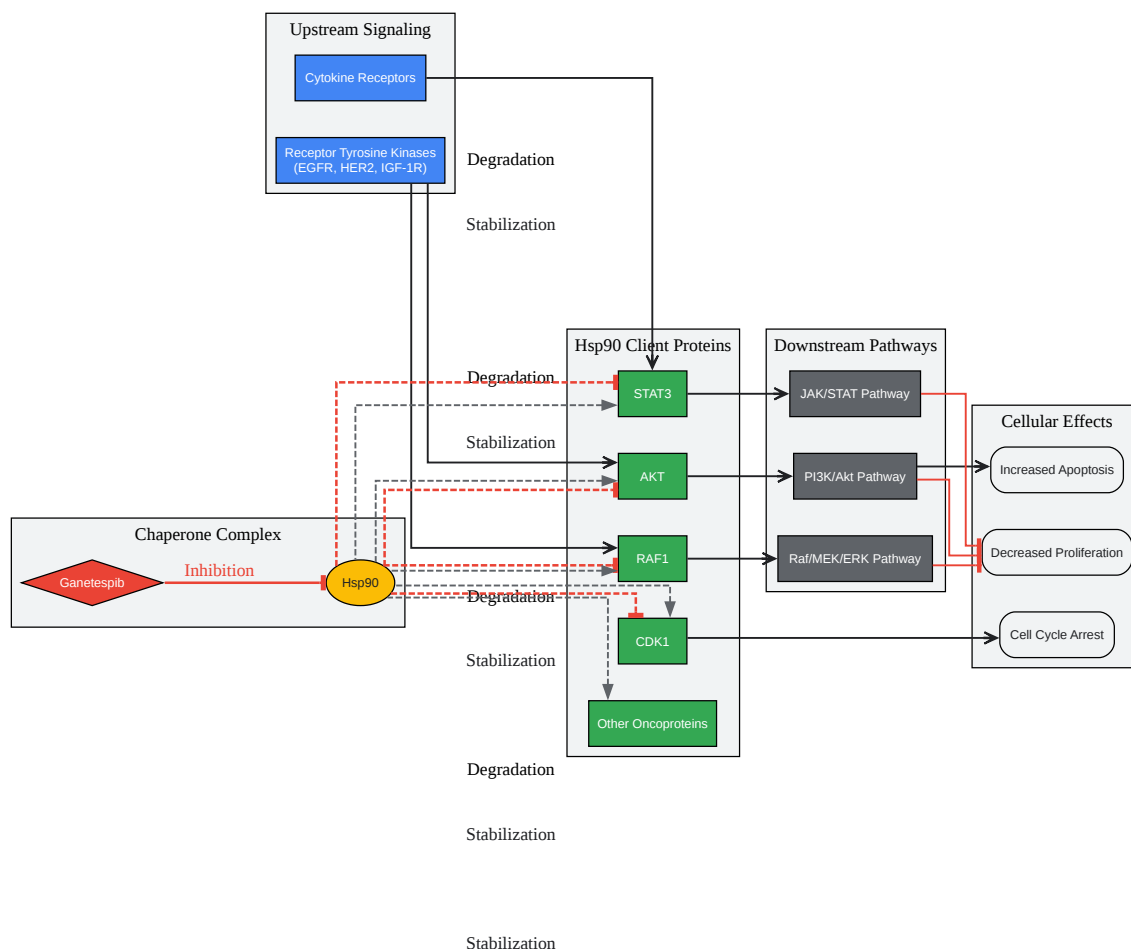 Upstream Signaling
Cytokine Receptors
Receptor Tyrosine Kinases
(EGFR, HER2, IGF-1R)
Degradation
Stabilization
Hsp90 Client Proteins
Downstream Pathways
Degradation
STAT3
JAK/STAT Pathway
Cellular Effects
Stabilization
Increased Apoptosis
AKT
PI3K/Akt Pathway
Chaperone Complex
Decreased Proliferation
RAF1
Raf/MEK/ERK Pathway
Inhibition
Ganetespib
Hsp90
Degradation
Cell Cycle Arrest
CDK1
Stabilization
Other Oncoproteins
Degradation
Stabilization
Stabilization